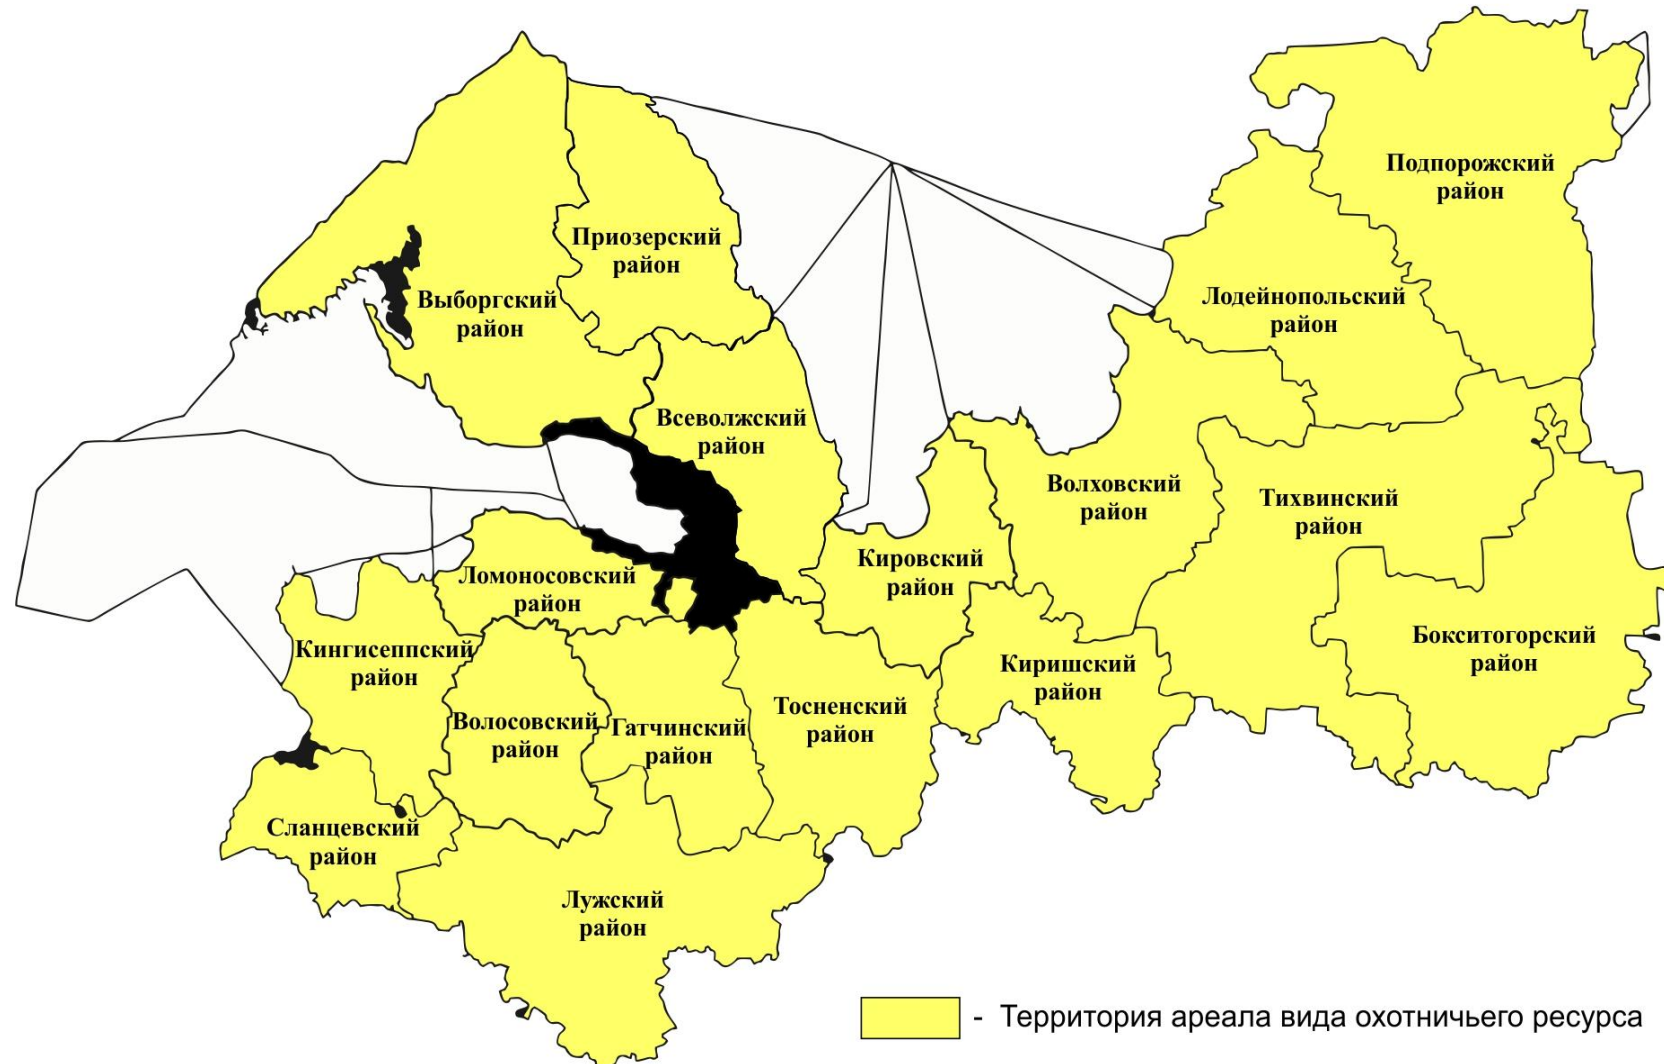 Подпорожский
район
Приозерский
район
Выборгский
район
Лодейнопольский
район
Всеволжский
район
Волховский
район
Тихвинский
район
Кировский
район
Ломоносовский
район
Кингисеппский
район
Киришский
район
Бокситогорский
район
Волосовский
район
Гатчинский
район
Тосненский
район
Сланцевский
район
Лужский
район
- Территория ареала вида охотничьего ресурса